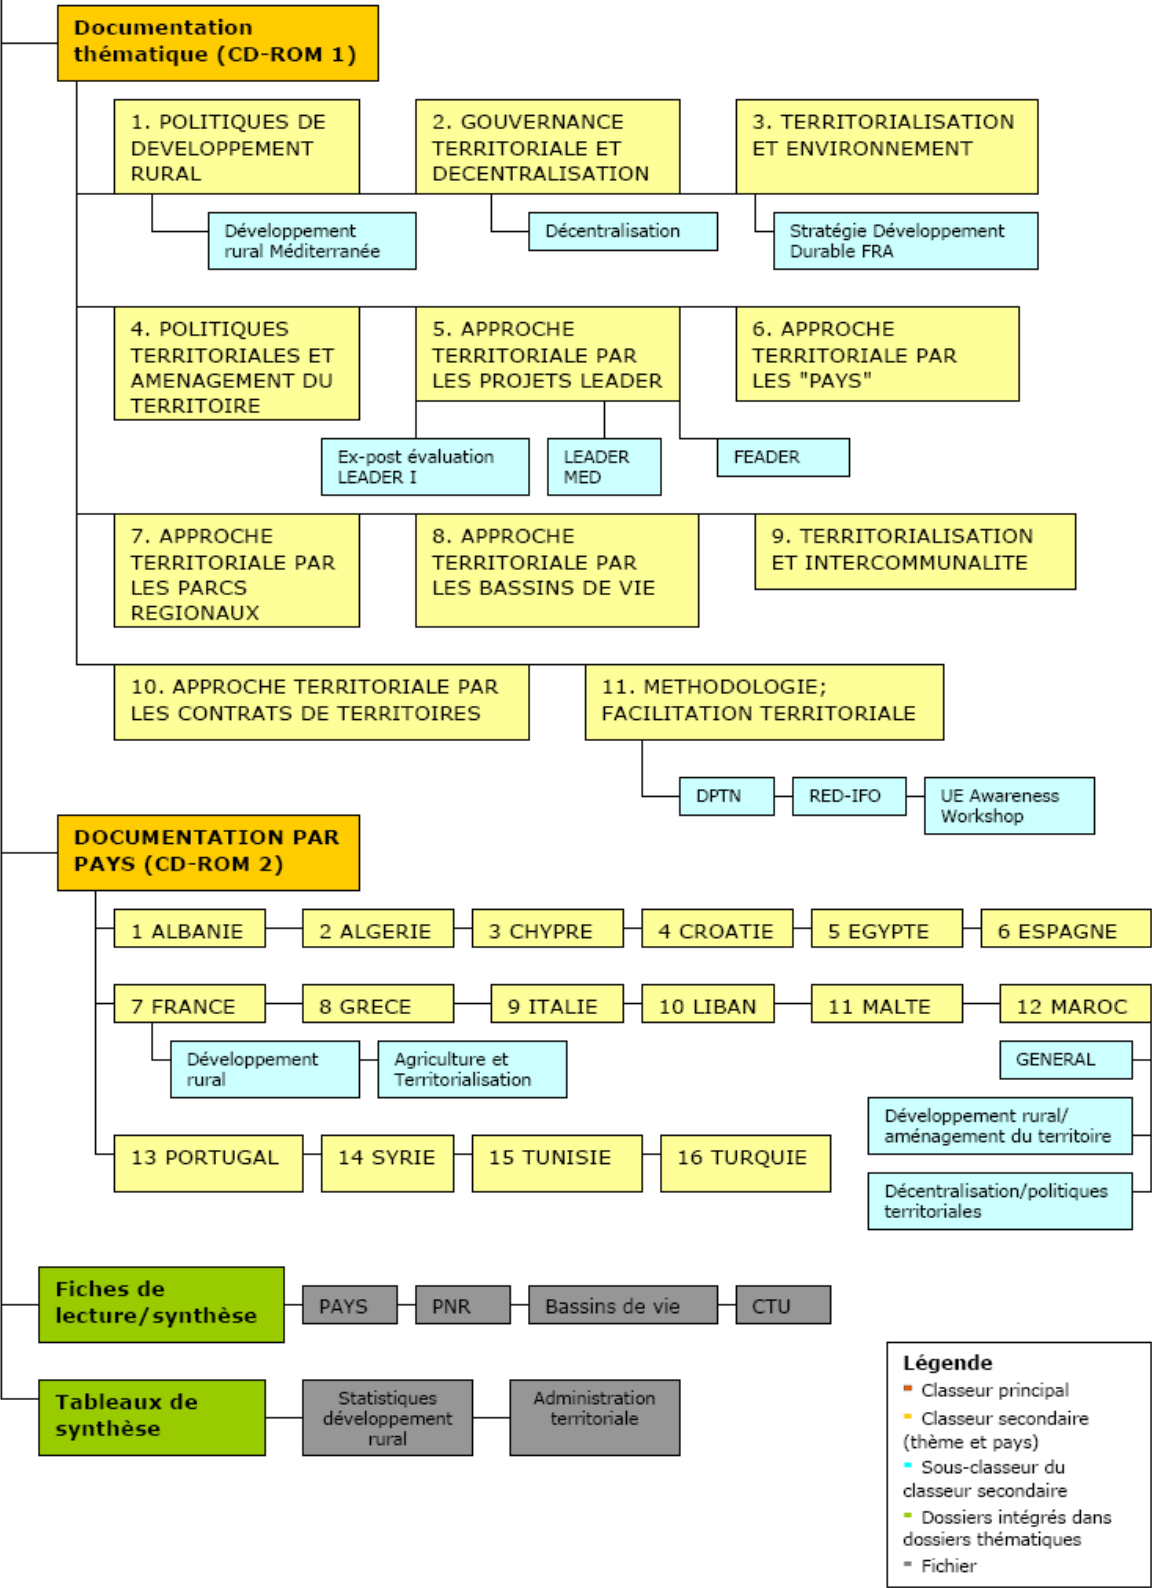 Documentation
thématique (CD-ROM 1)
1. POLITIQUES DE
DEVELOPPEMENT
RURAL
2. GOUVERNANCE
TERRITORIALE ET
DECENTRALISATION
3. TERRITORIALISATION
ET ENVIRONNEMENT
Développement
rural Méditerranée
Décentralisation
Stratégie Développement
Durable FRA
4. POLITIQUES
TERRITORIALES ET
AMENAGEMENT DU
TERRITOIRE
5. APPROCHE
TERRITORIALE PAR
LES PROJETS LEADER
6. APPROCHE
TERRITORIALE PAR
LES "PAYS"
Ex-post évaluation
LEADER I
LEADER
MED
FEADER
7. APPROCHE
TERRITORIALE PAR
LES PARCS
REGIONAUX
8. APPROCHE
TERRITORIALE PAR
LES BASSINS DE VIE
9. TERRITORIALISATION
ET INTERCOMMUNALITE
10. APPROCHE TERRITORIALE PAR
LES CONTRATS DE TERRITOIRES
11. METHODOLOGIE;
FACILITATION TERRITORIALE
DPTN
RED-IFO
UE Awareness
Workshop
DOCUMENTATION PAR
PAYS (CD-ROM 2)
1 ALBANIE
2 ALGERIE
3 CHYPRE
4 CROATIE
5 EGYPTE
6 ESPAGNE
7 FRANCE
8 GRECE
9 ITALIE
10 LIBAN
11 MALTE
12 MAROC
Développement
rural
Agriculture et
Territorialisation
GENERAL
Développement rural/
aménagement du territoire
Décentralisation/politiques
territoriales
13 PORTUGAL
14 SYRIE
15 TUNISIE
16 TURQUIE
Fiches de
lecture/synthèse
PAYS
PNR
Bassins de vie
CTU
Tableaux de
synthèse
Statistiques
développement
rural
Administration
territoriale
Légende
Classeur principal
Classeur secondaire
(thème et pays)
Sous-classeur du
classeur secondaire
Dossiers intégrés dans
dossiers thématiques
Fichier